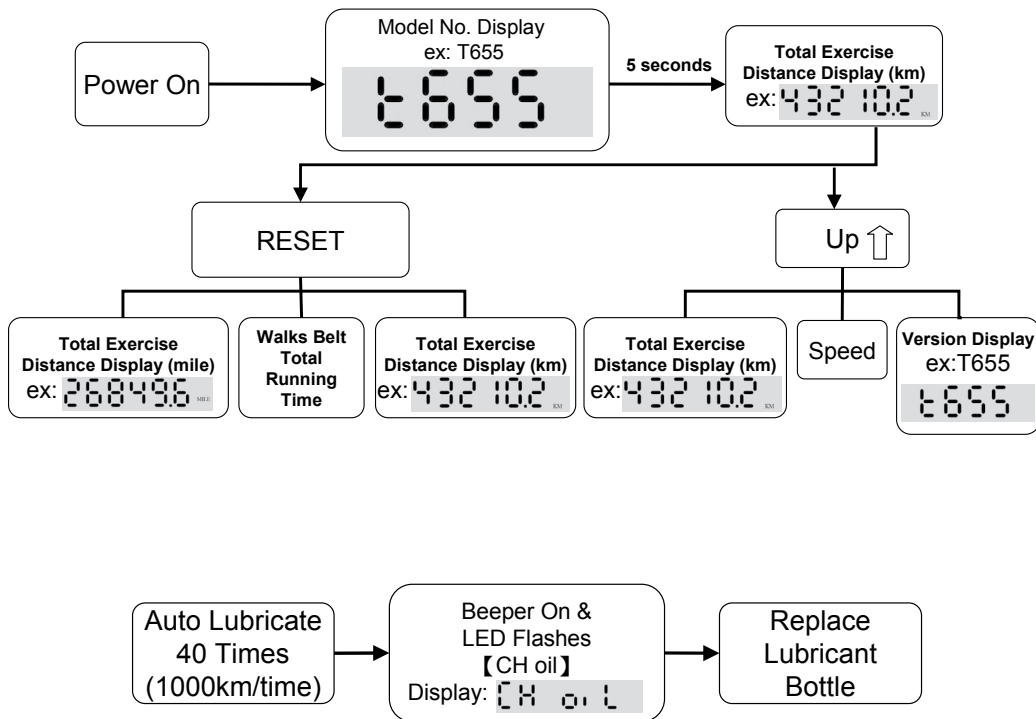 Power On
Model No. Display
ex: T655
t655
5 seconds
Total Exercise
Distance Display (km)
ex: 43210.2 KM
RESET
Up
Total Exercise
Distance Display (mile)
ex: 26849.6 MILE
Walks Belt
Total
Running
Time
Total Exercise
Distance Display (km)
ex: 43210.2 KM
Total Exercise
Distance Display (km)
ex: 43210.2 KM
Speed
Version Display
ex:T655
t655
Auto Lubricate
40 Times
(1000km/time)
Beeper On &
LED Flashes
【CH oil】
Display: CH oiL
Replace
Lubricant
Bottle